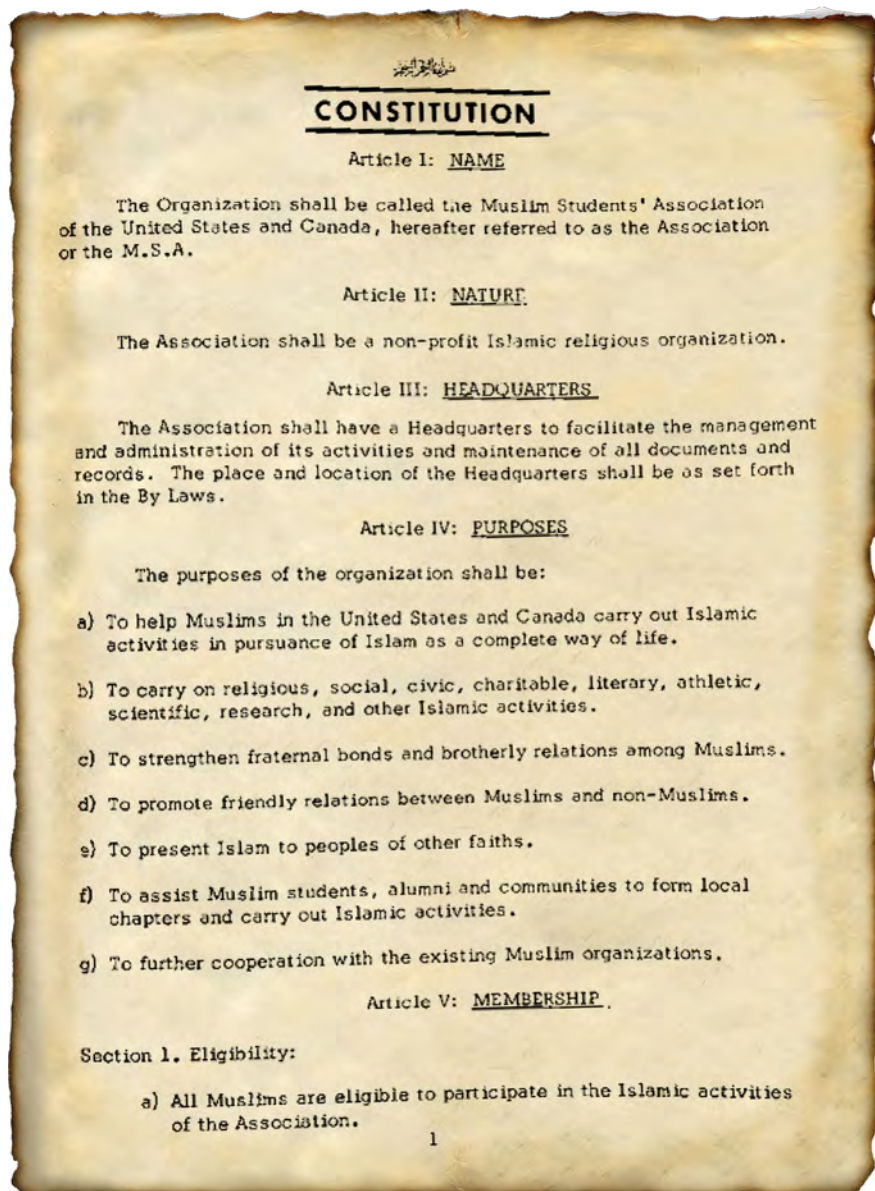 CONSTITUTION
Article I: NAME
The Organization shall be called the Muslim Students' Association
of the United States and Canada, hereafter referred to as the Association
or the M.S.A.
Article II: NATURE
The Association shall be a non-profit Islamic religious organization.
Article III: HEADQUARTERS
The Association shall have a Headquarters to facilitate the management
and administration of its activities and maintenance of all documents and
records. The place and location of the Headquarters shall be as set forth
in the By Laws.
Article IV: PURPOSES
The purposes of the organization shall be:
a) To help Muslims in the United States and Canada carry out Islamic
activities in pursuance of Islam as a complete way of life.
b) To carry on religious, social, civic, charitable, literary, athletic,
scientific, research, and other Islamic activities.
c) To strengthen fraternal bonds and brotherly relations among Muslims.
d) To promote friendly relations between Muslims and non-Muslims.
e) To present Islam to peoples of other faiths.
f) To assist Muslim students, alumni and communities to form local
chapters and carry out Islamic activities.
g) To further cooperation with the existing Muslim organizations.
Article V: MEMBERSHIP
Section 1. Eligibility:
a) All Muslims are eligible to participate in the Islamic activities
of the Association.
1